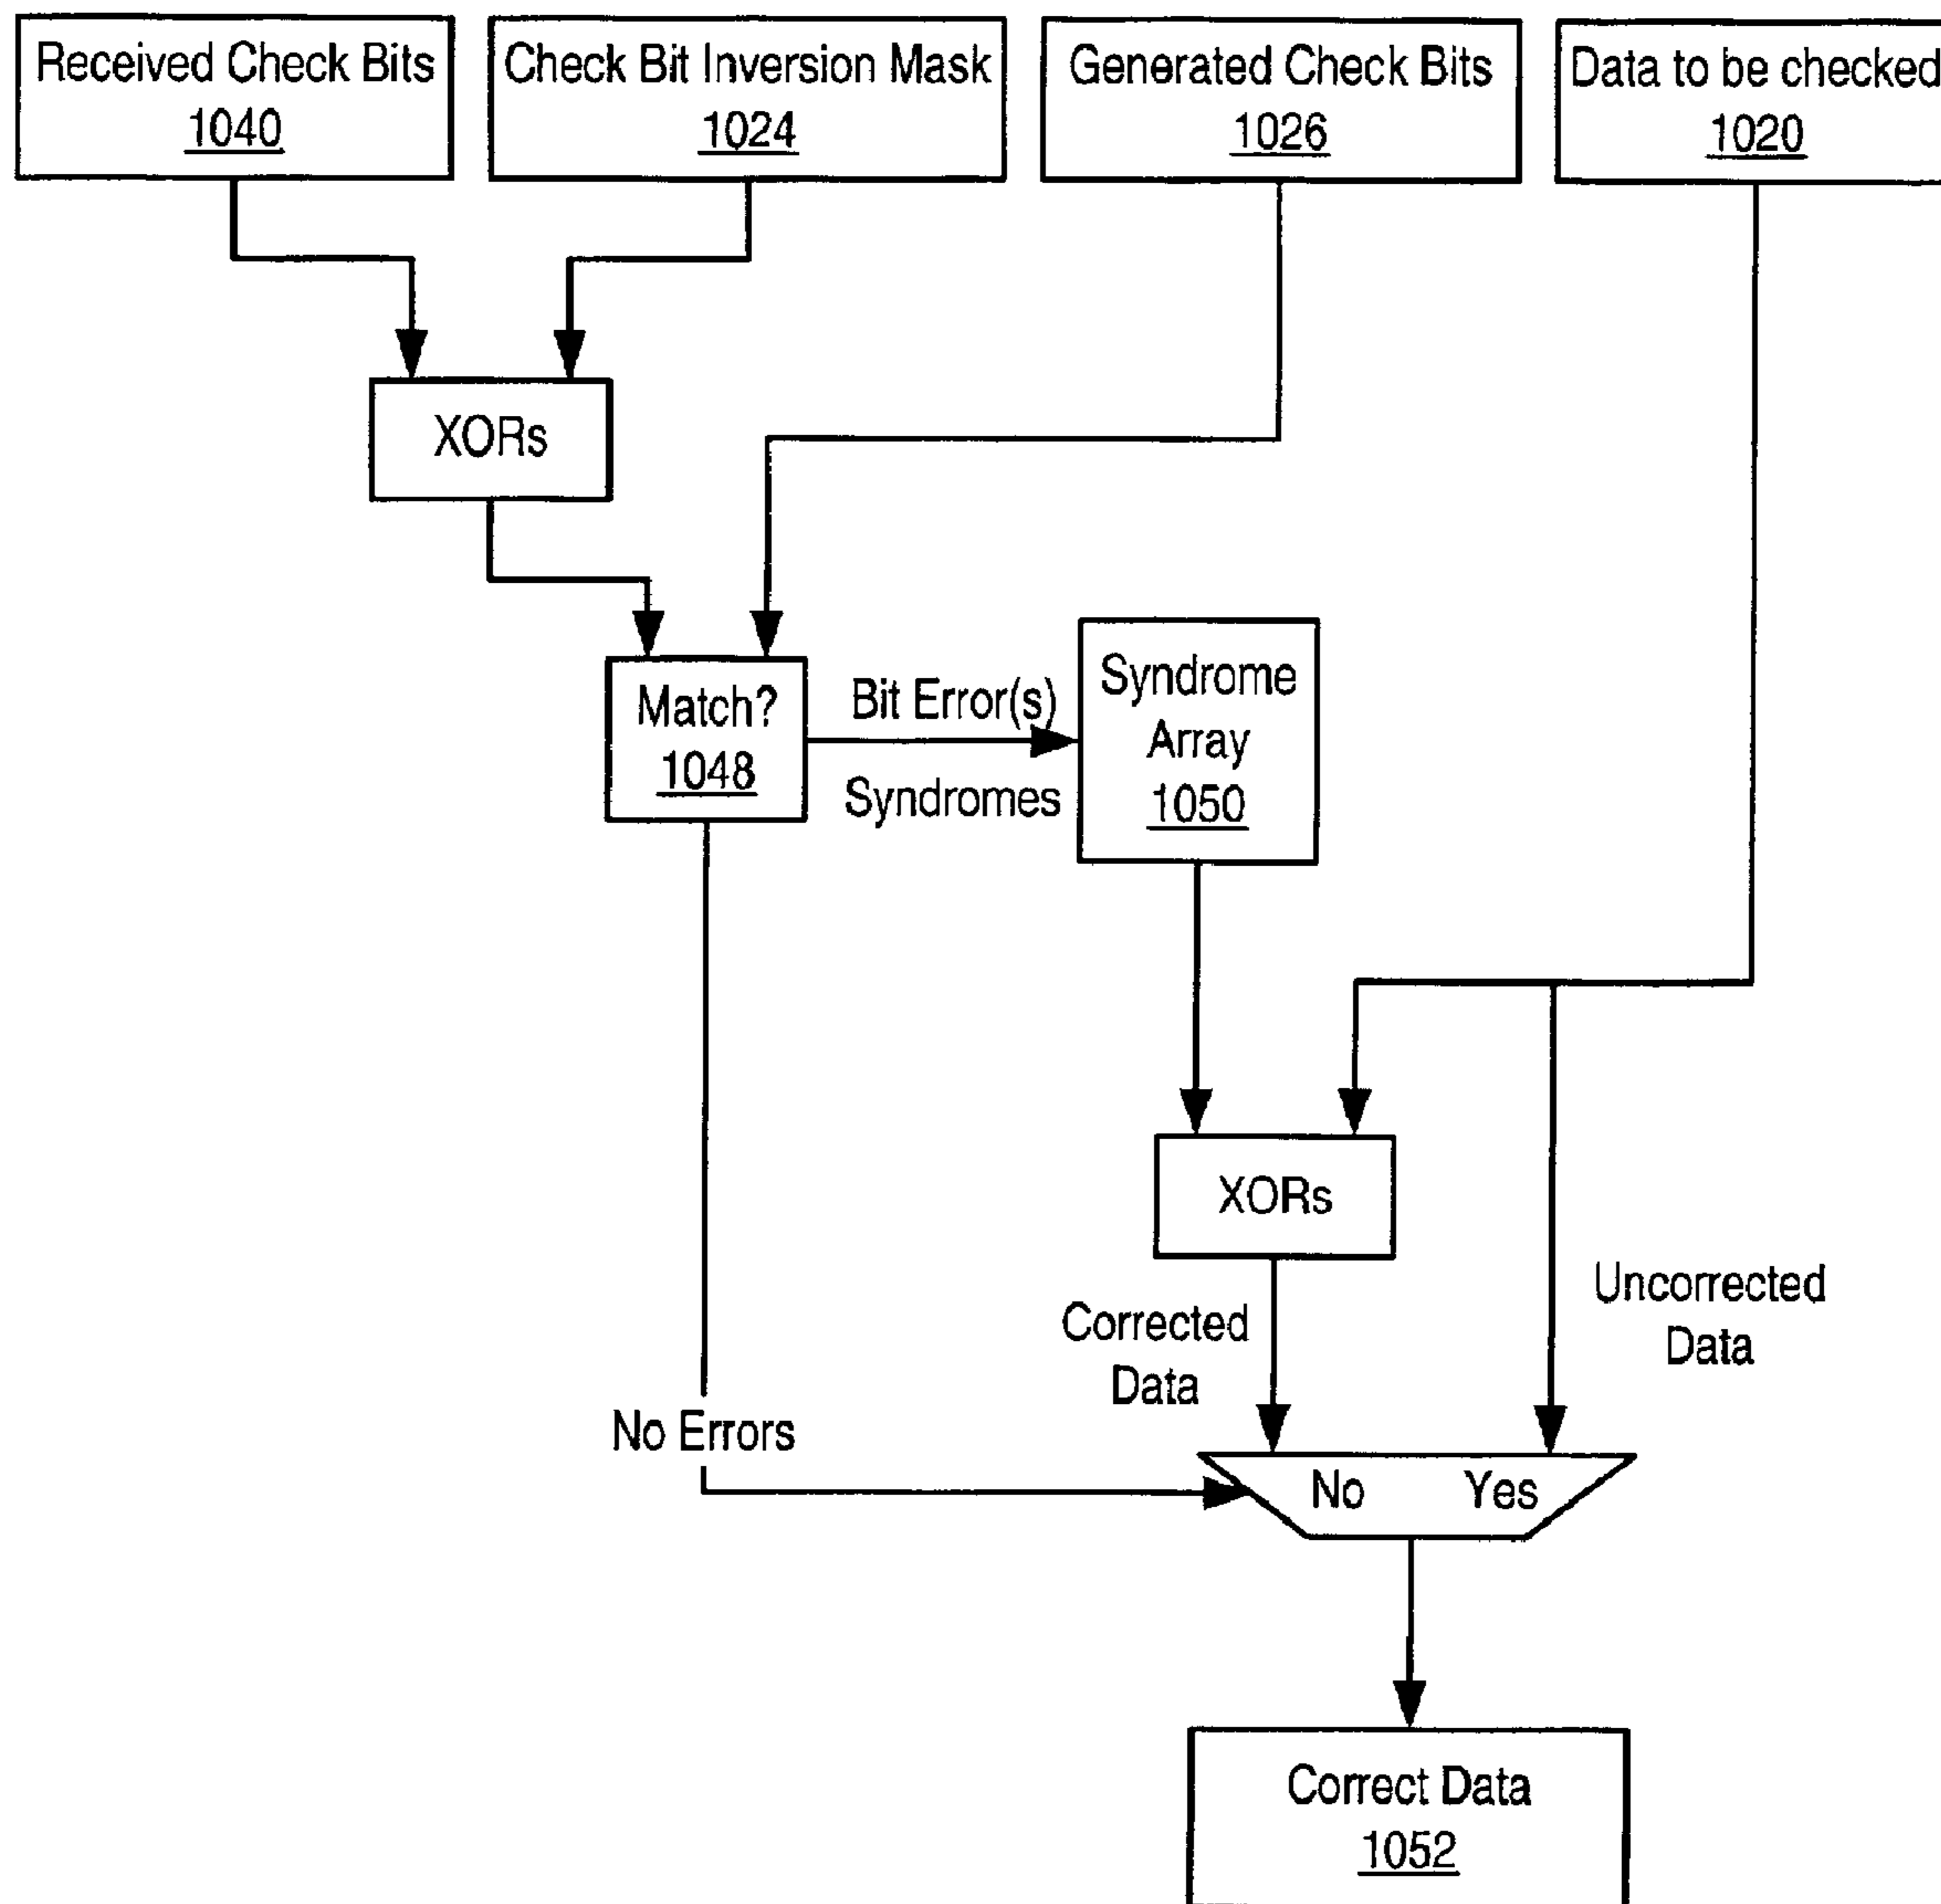 Received Check Bits
1040
Check Bit Inversion Mask
1024
Generated Check Bits
1026
Data to be checked
1020
XORs
Match?
1048
Bit Error(s)
Syndromes
Syndrome
Array
1050
XORs
Corrected
Data
Uncorrected
Data
No Errors
No
Yes
Correct Data
1052